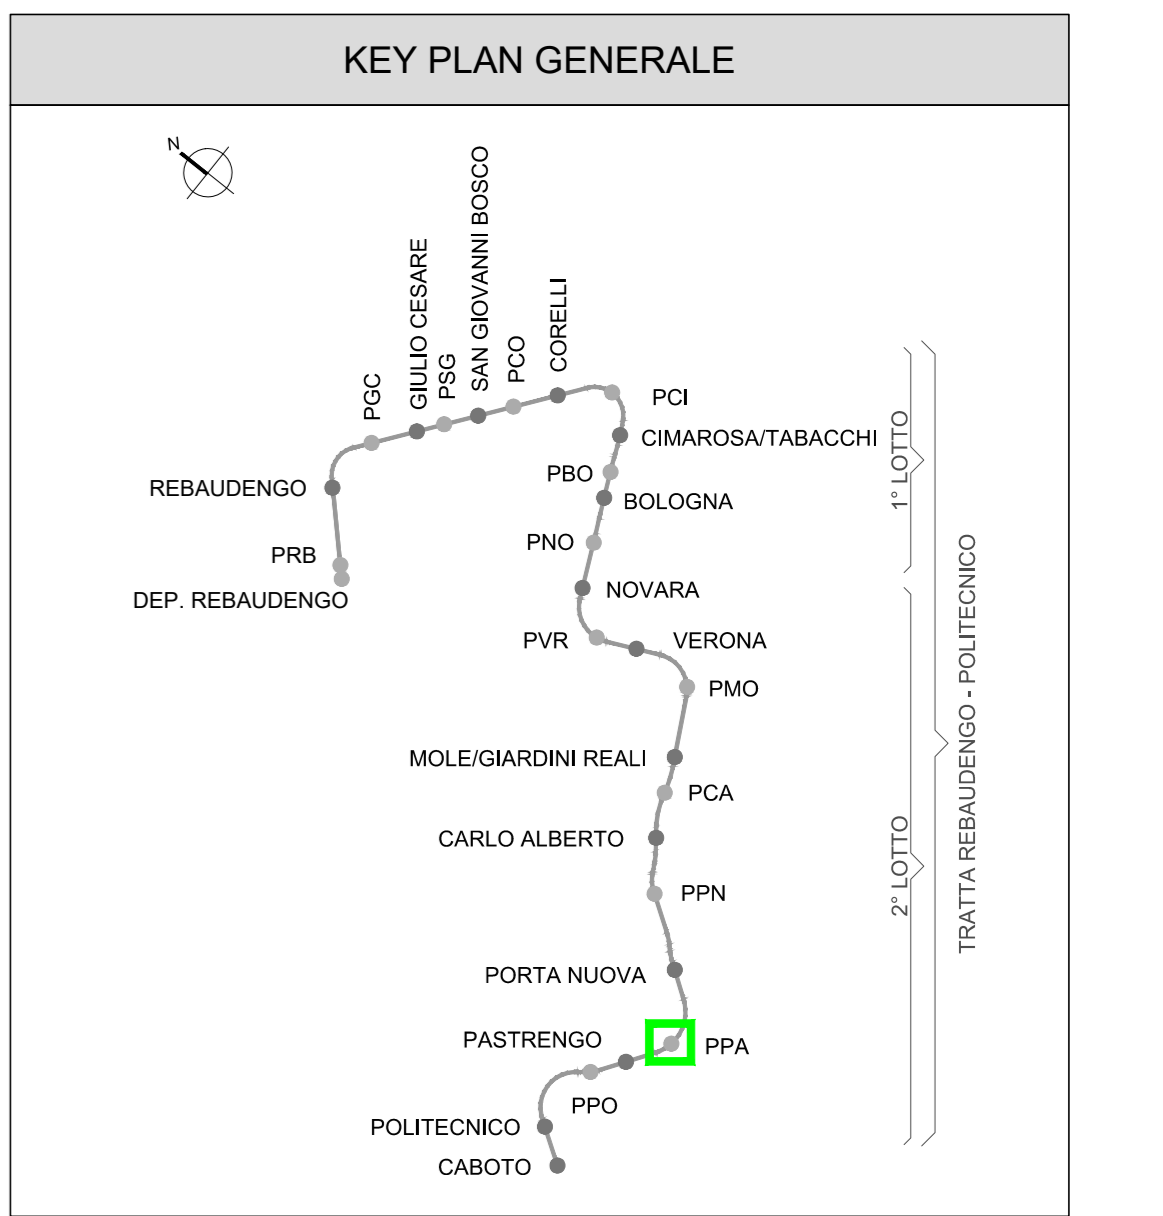 KEY PLAN GENERALE
N
PGC
GIULIO CESARE
PSG
SAN GIOVANNI BOSCO
PCO
CORELLI
PCI
CIMAROSA/TABACCHI
REBAUDENGO
PBO
BOLOGNA
PRB
PNO
DEP. REBAUDENGO
NOVARA
PVR
VERONA
PMO
MOLE/GIARDINI REALI
PCA
CARLO ALBERTO
PPN
PORTA NUOVA
PASTRENGO
PPA
PPO
POLITECNICO
CABOTO
1° LOTTO
2° LOTTO
TRATTA REBAUDENGO - POLITECNICO